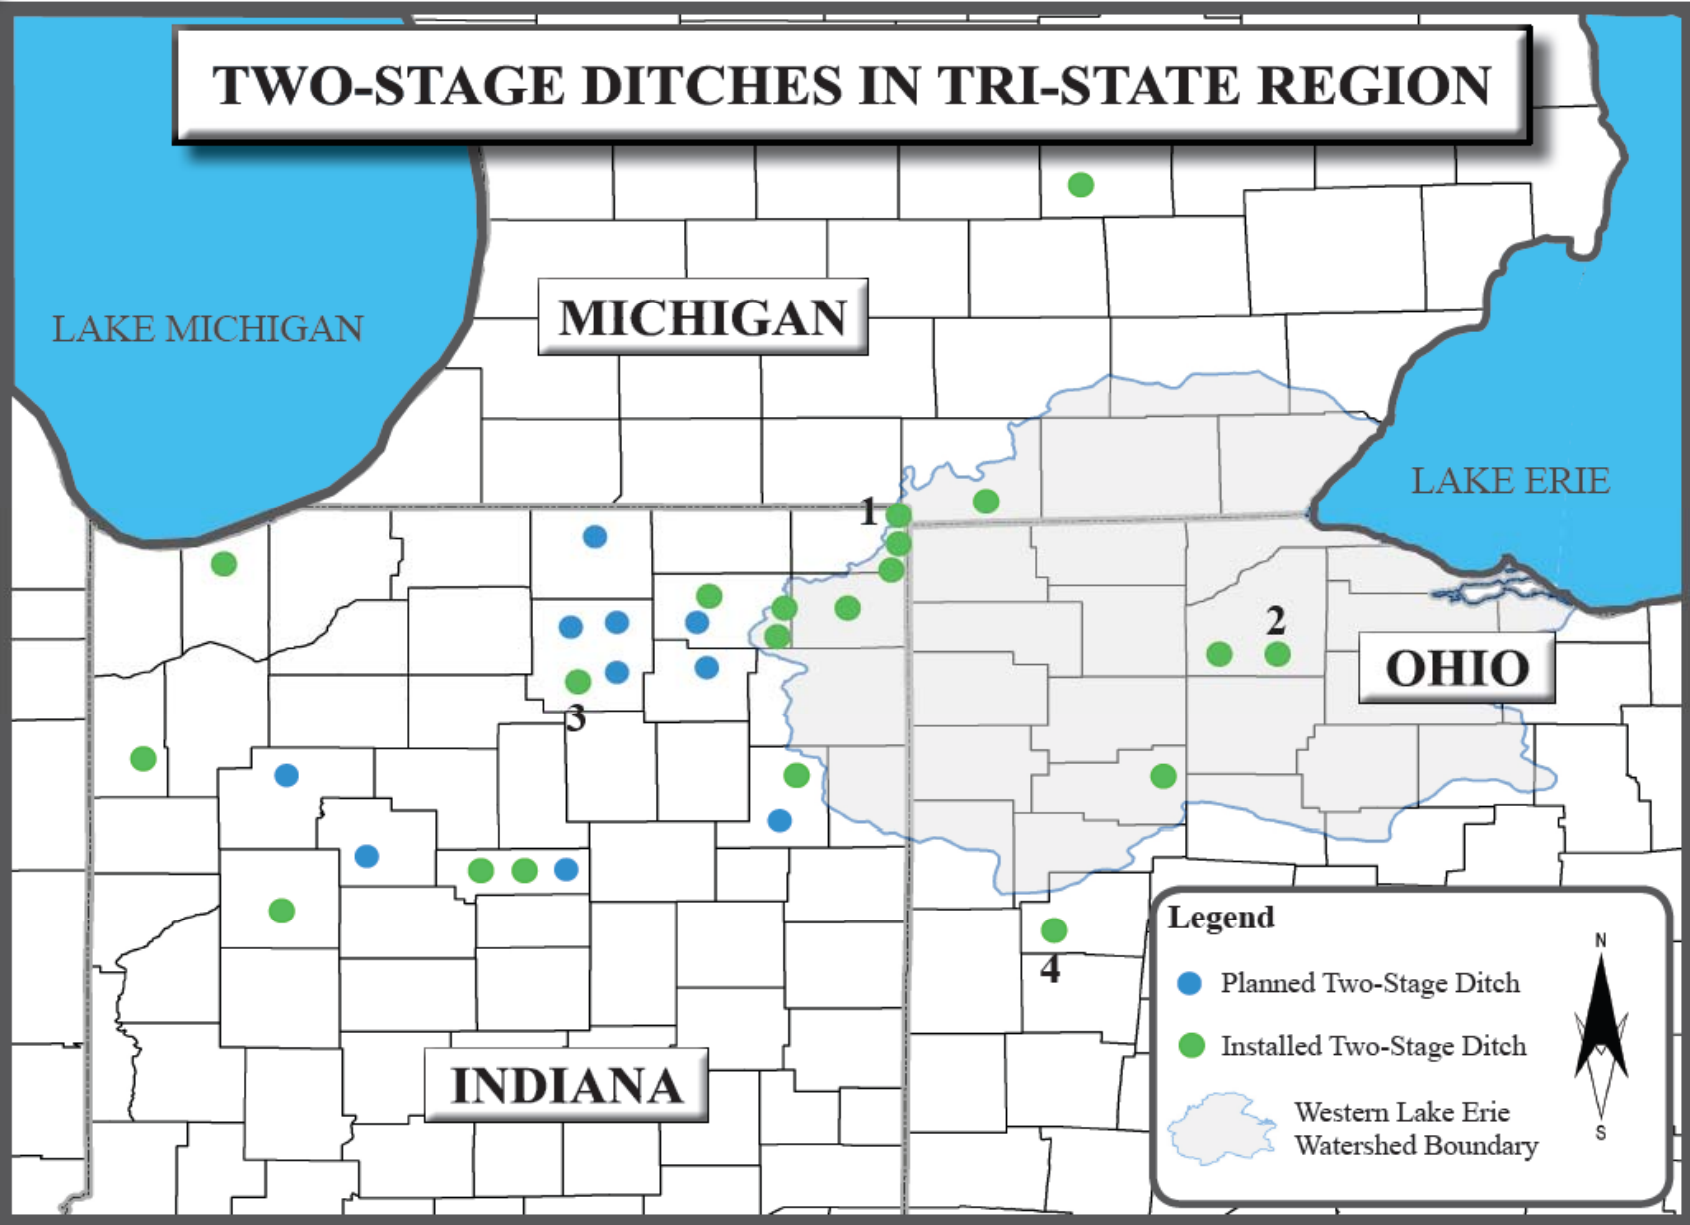 TWO-STAGE DITCHES IN TRI-STATE REGION
MICHIGAN
LAKE MICHIGAN
LAKE ERIE
1
2
OHIO
3
4
Legend
Planned Two-Stage Ditch
Installed Two-Stage Ditch
Western Lake Erie
Watershed Boundary
N
S
INDIANA